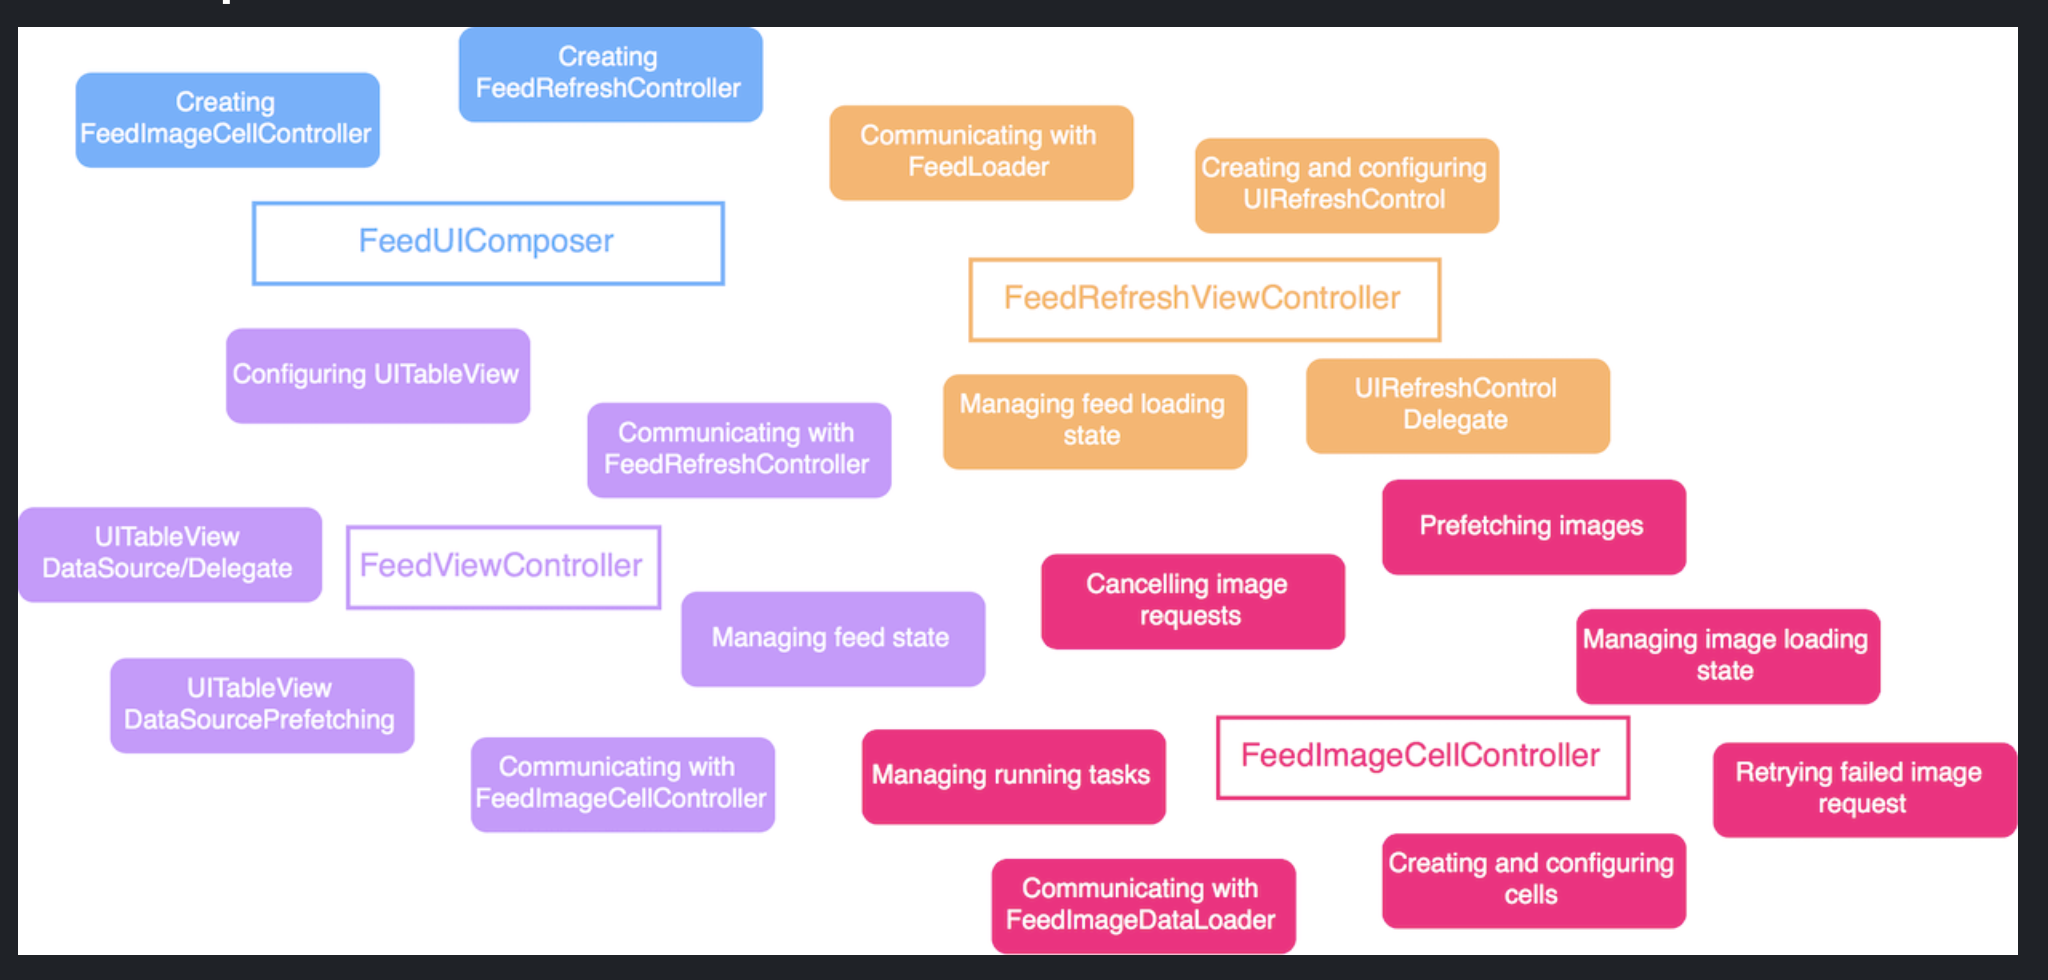 Creating
FeedRefreshController
Creating
FeedImageCellController
Communicating with
FeedLoader
Creating and configuring
UIRefreshControl
FeedUIComposer
FeedRefreshViewController
Configuring UITableView
Communicating with
FeedRefreshController
Managing feed loading
state
UIRefreshControl
Delegate
UITableView
DataSource/Delegate
FeedViewController
Prefetching images
Cancelling image
requests
Managing feed state
Managing image loading
state
UITableView
DataSourcePrefetching
Communicating with
FeedImageCellController
Managing running tasks
FeedImageCellController
Retrying failed image
request
Communicating with
FeedImageDataLoader
Creating and configuring
cells